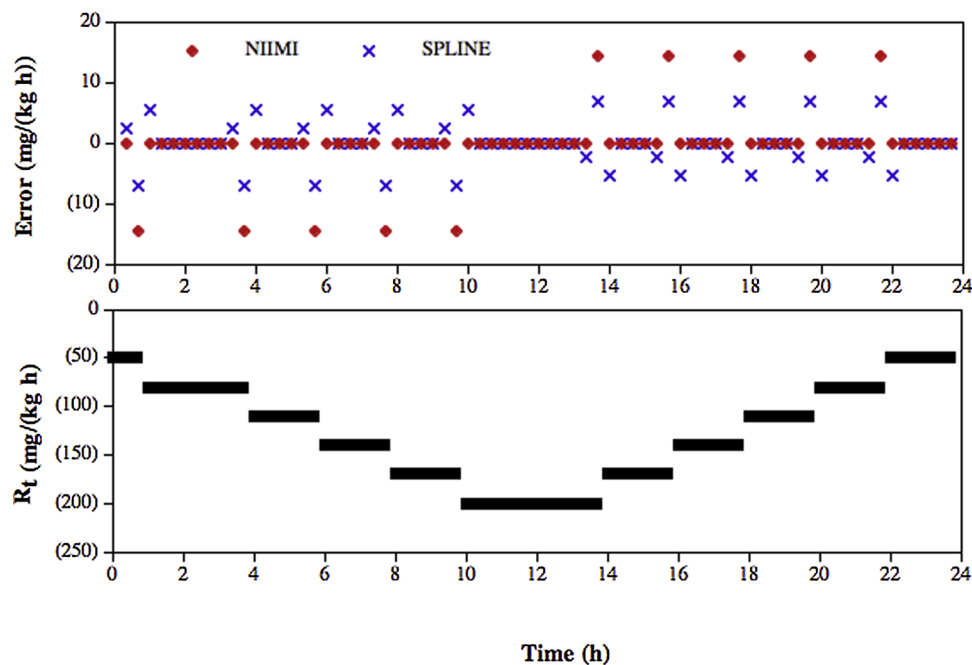 20
10
0
(10)
(20)
Error (mg/(kg h))
NIIMI SPLINE
0 2 4 6 8 10 12 14 16 18 20 22 24
0
(50)
(100)
(150)
(200)
(250)
Rt (mg/(kg h)
0 2 4 6 8 10 12 14 16 18 20 22 24
Time (h)